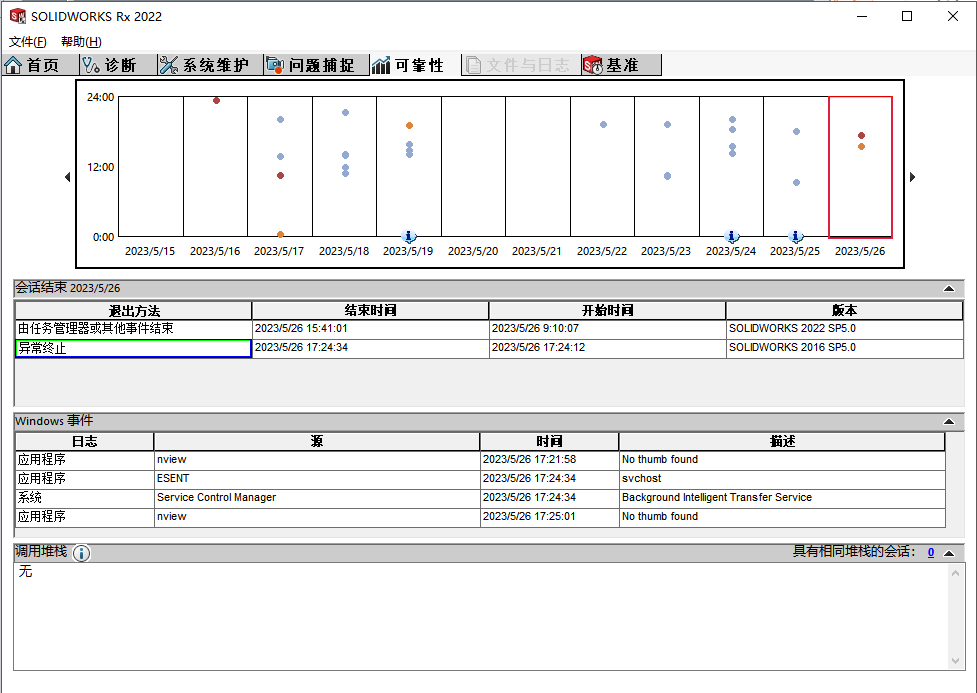 SOLIDWORKS Rx 2022
文件(F) 帮助(H)
首页 诊断 系统维护 问题捕捉 可靠性 文件与日志 基准
24:00
12:00
0:00
2023/5/15 2023/5/16 2023/5/17 2023/5/18 2023/5/19 2023/5/20 2023/5/21 2023/5/22 2023/5/23 2023/5/24 2023/5/25 2023/5/26
会话结束 2023/5/26
退出方法 结束时间 开始时间 版本
由任务管理器或其他事件结束 2023/5/26 15:41:01 2023/5/26 9:10:07 SOLIDWORKS 2022 SP5.0
异常终止 2023/5/26 17:24:34 2023/5/26 17:24:12 SOLIDWORKS 2016 SP5.0
Windows 事件
日志 源 时间 描述
应用程序 nview 2023/5/26 17:21:58 No thumb found
应用程序 ESENT 2023/5/26 17:24:34 svchost
系统 Service Control Manager 2023/5/26 17:24:34 Background Intelligent Transfer Service
应用程序 nview 2023/5/26 17:25:01 No thumb found
调用堆栈 具有相同堆栈的会话： 0
无